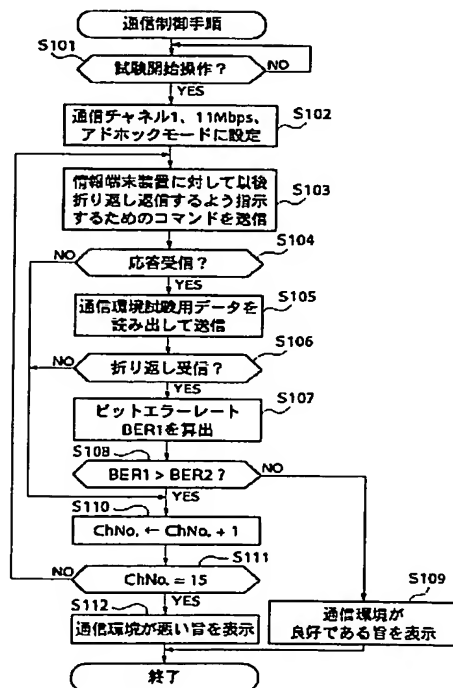 通信制御手順
S101
試験開始操作？
NO
YES
通信チャネル1、11Mbps、
アドホックモードに設定
S102
情報端末装置に対して以後
折り返し返信するよう指示
するためのコマンドを送信
S103
S104
NO
応答受信？
YES
S105
通信環境試験用データを
読み出して送信
S106
NO
折り返し受信？
YES
S107
ビットエラーレート
BER1を算出
S108
BER1 > BER2 ?
NO
YES
S110
ChNo. ← ChNo. + 1
S111
NO
ChNo. = 15
YES
S112
通信環境が悪い旨を表示
S109
通信環境が
良好である旨を表示
終了